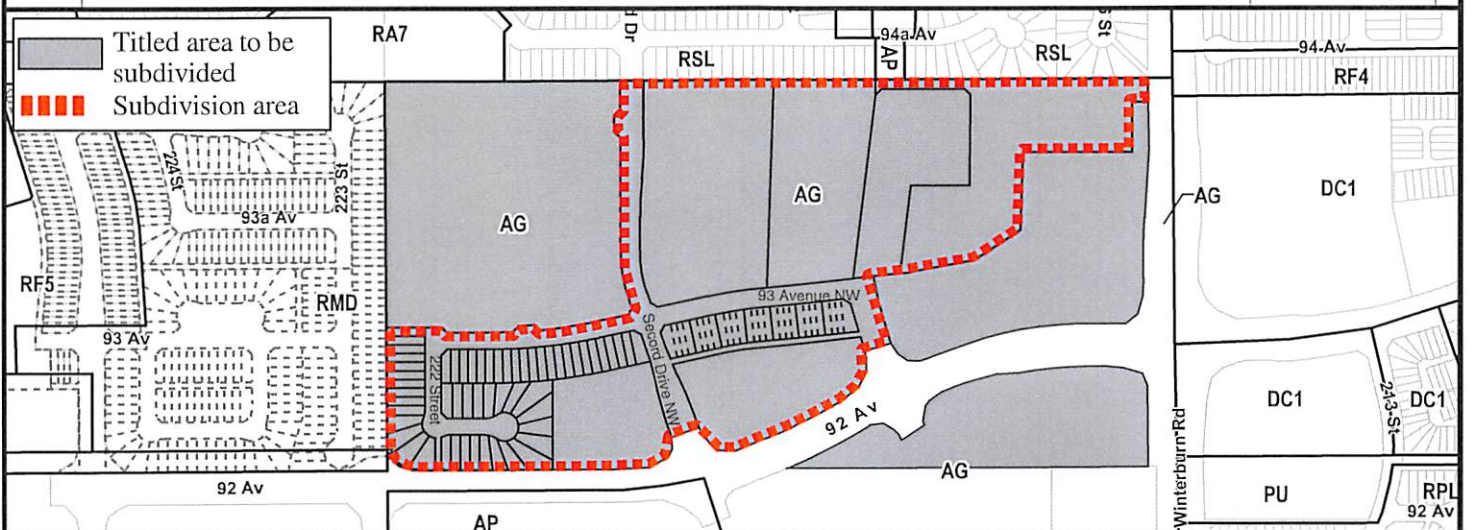 Titled area to be
subdivided
Subdivision area
RA7
RSL
94a Av
AP
RSL
94 Av
RF4
224 St
223 St
93a Av
AG
AG
AG
DC1
RF5
RMD
93 Av
93 Avenue NW
Second Drive NW
222 Street
92 Av
Winterburn Rd
DC1
243 St
DC1
92 Av
AG
AP
PU
RPL
92 Av